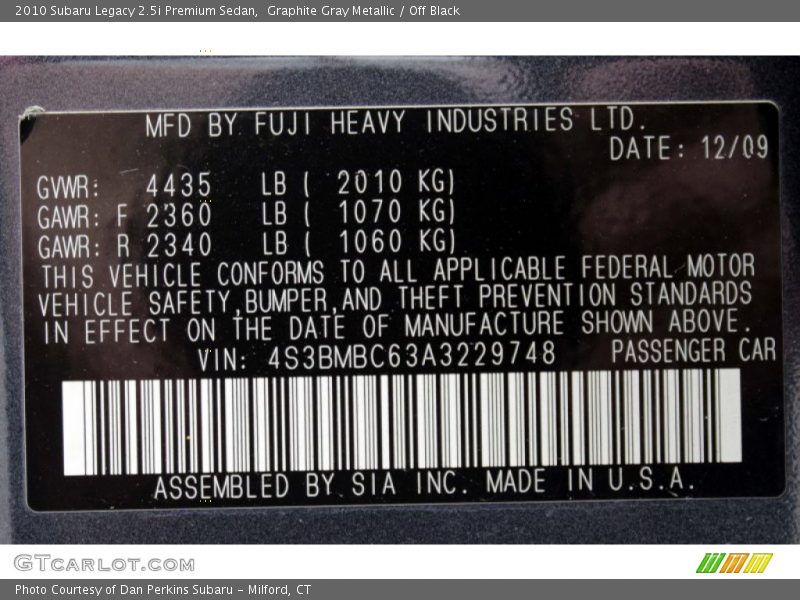 2010 Subaru Legacy 2.5i Premium Sedan,  Graphite Gray Metallic / Off Black
MFD BY FUJI HEAVY INDUSTRIES LTD.
DATE: 12/09
GVWR: 4435 LB ( 2010 KG)
GAWR: F 2360 LB ( 1070 KG)
GAWR: R 2340 LB ( 1060 KG)
THIS VEHICLE CONFORMS TO ALL APPLICABLE FEDERAL MOTOR
VEHICLE SAFETY,BUMPER,AND THEFT PREVENTION STANDARDS
IN EFFECT ON THE DATE OF MANUFACTURE SHOWN ABOVE.
VIN: 4S3BMBC63A3229748 PASSENGER CAR
ASSEMBLED BY SIA INC. MADE IN U.S.A.
GTCARLOT.COM
Photo Courtesy of Dan Perkins Subaru - Milford, CT